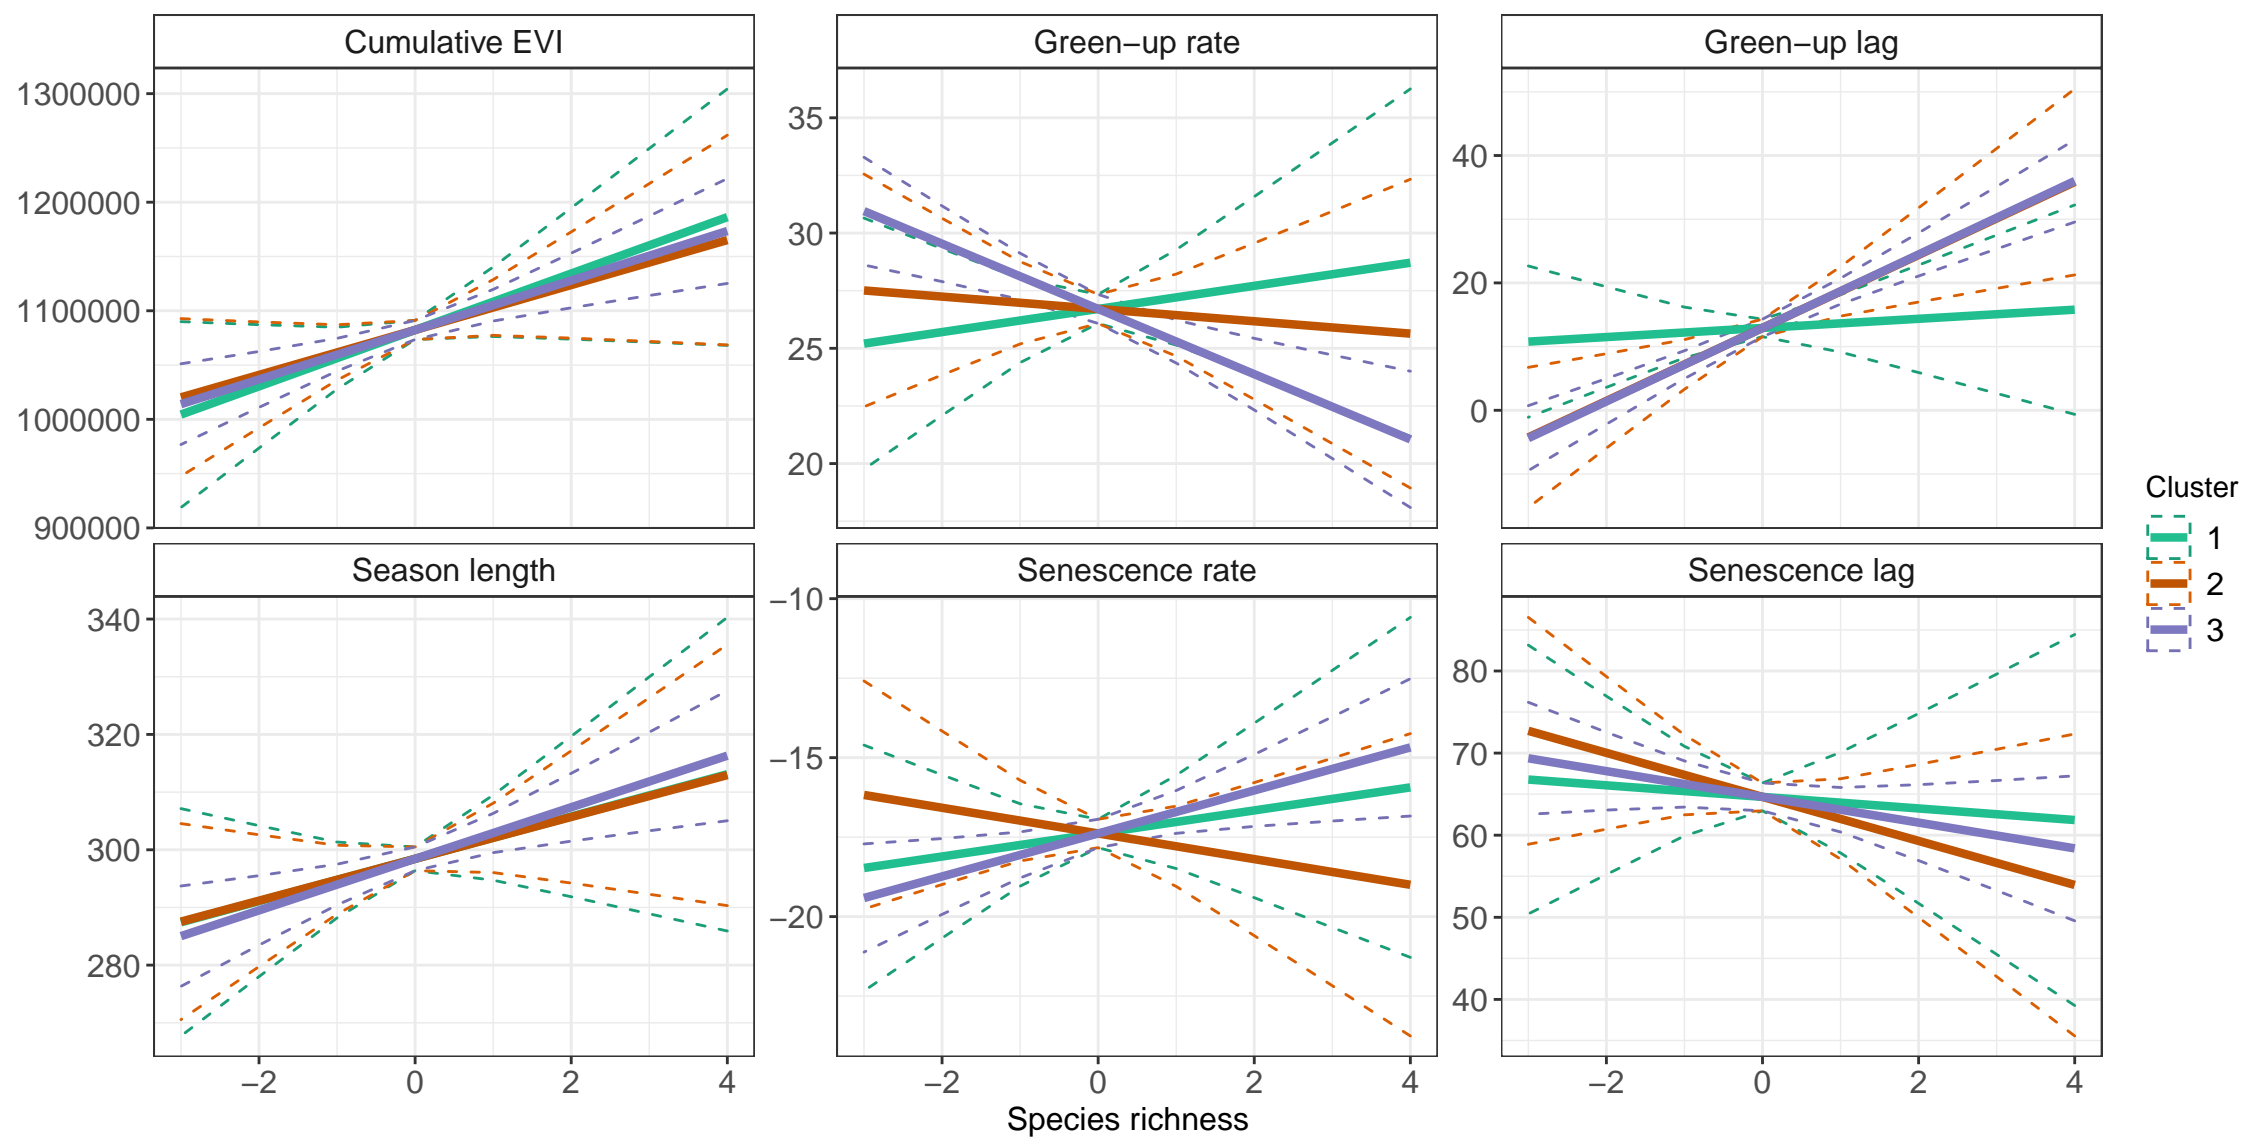 Cumulative EVI
Green−up rate
Green−up lag
1300000
1200000
1100000
1000000
900000
35
30
25
20
40
20
0
Season length
Senescence rate
Senescence lag
340
320
300
280
−10
−15
−20
80
70
60
50
40
−2 0 2 4
−2 0 2 4
−2 0 2 4
Species richness
Cluster
1
2
3